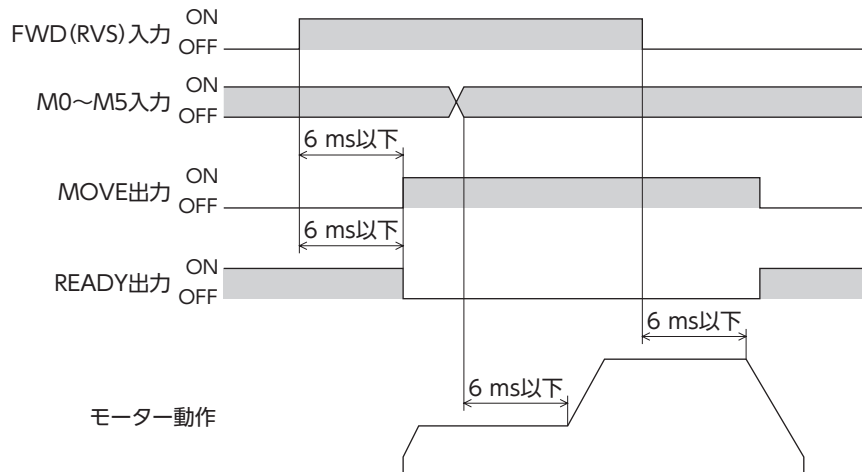 FWD(RVS)入力 ON
OFF
M0～M5入力 ON
OFF
6 ms以下
MOVE出力 ON
OFF
6 ms以下
READY出力 ON
OFF
6 ms以下
6 ms以下
モーター動作